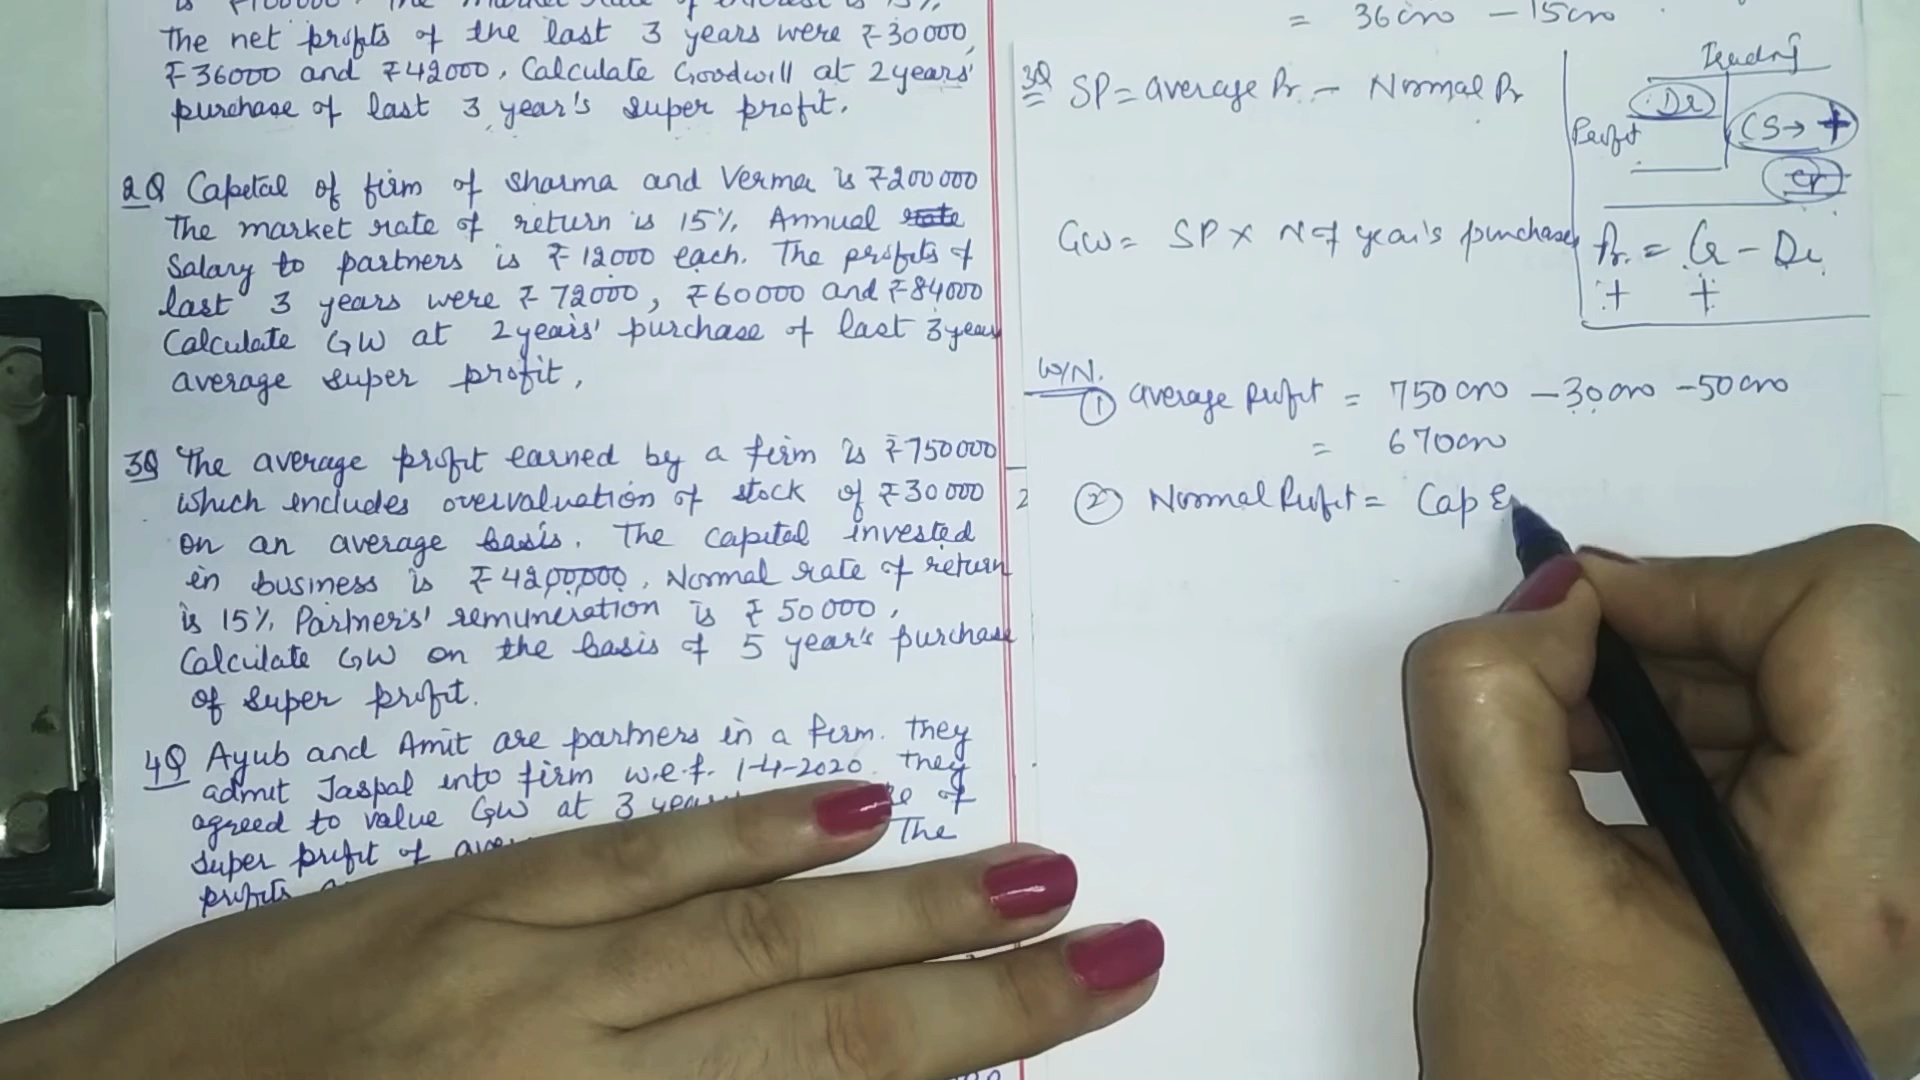 The net profits of the last 3 years were ₹30000,
₹36000 and ₹42000, Calculate Goodwill at 2 years'
purchase of last 3 year's super profit.
2Q Capetal of firm of Sharma and Verma is ₹200000
The market rate of return is 15%. Annual
Salary to partners is ₹12000 each. The profits of
last 3 years were ₹72000, ₹60000 and ₹84000
Calculate GW at 2 years' purchase of last 3 year
average super profit.
3Q The average profit earned by a firm is ₹750000
which encludes overvaluation of stock of ₹30000
on an average basis. The capital invested
in business is ₹4200,000. Normal rate of return
is 15%. Partners' remuneration is ₹50000,
Calculate GW on the basis of 5 year's purchase
of super profit.
4Q Ayub and Amit are partners in a firm. They
admit Jaspal into firm w.e.f. 1-4-2020. They
agreed to value GW at 3 of
super profit of The
profits
= 36000 - 15000
3Q SP = average Pr - Normal Pr
GW = SP x N of year's purchase
Trading
Dr
Profit
CS → +
Cr
Pr. = Cr - Dr
+ +
W/N.
① average profit = 750000 - 30000 - 50000
= 670000
② Normal Profit = Cap